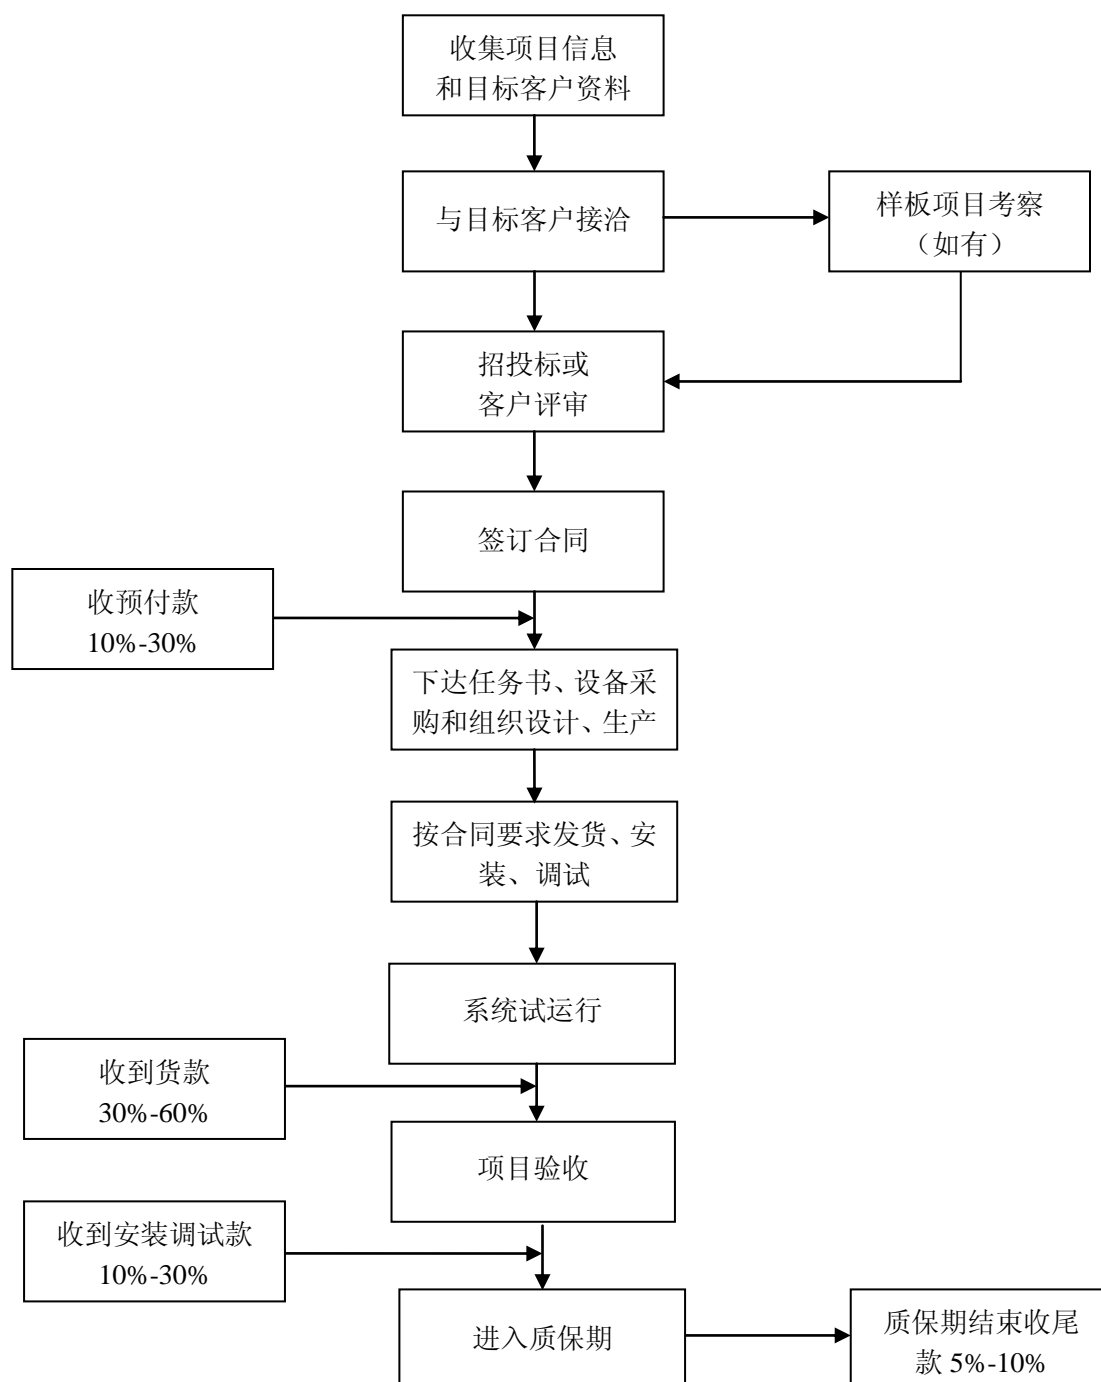 收集项目信息
和目标客户资料
与目标客户接洽
样板项目考察
（如有）
招投标或
客户评审
签订合同
收预付款
10%-30%
下达任务书、设备采
购和组织设计、生产
按合同要求发货、安
装、调试
系统试运行
收到货款
30%-60%
项目验收
收到安装调试款
10%-30%
进入质保期
质保期结束收尾
款 5%-10%